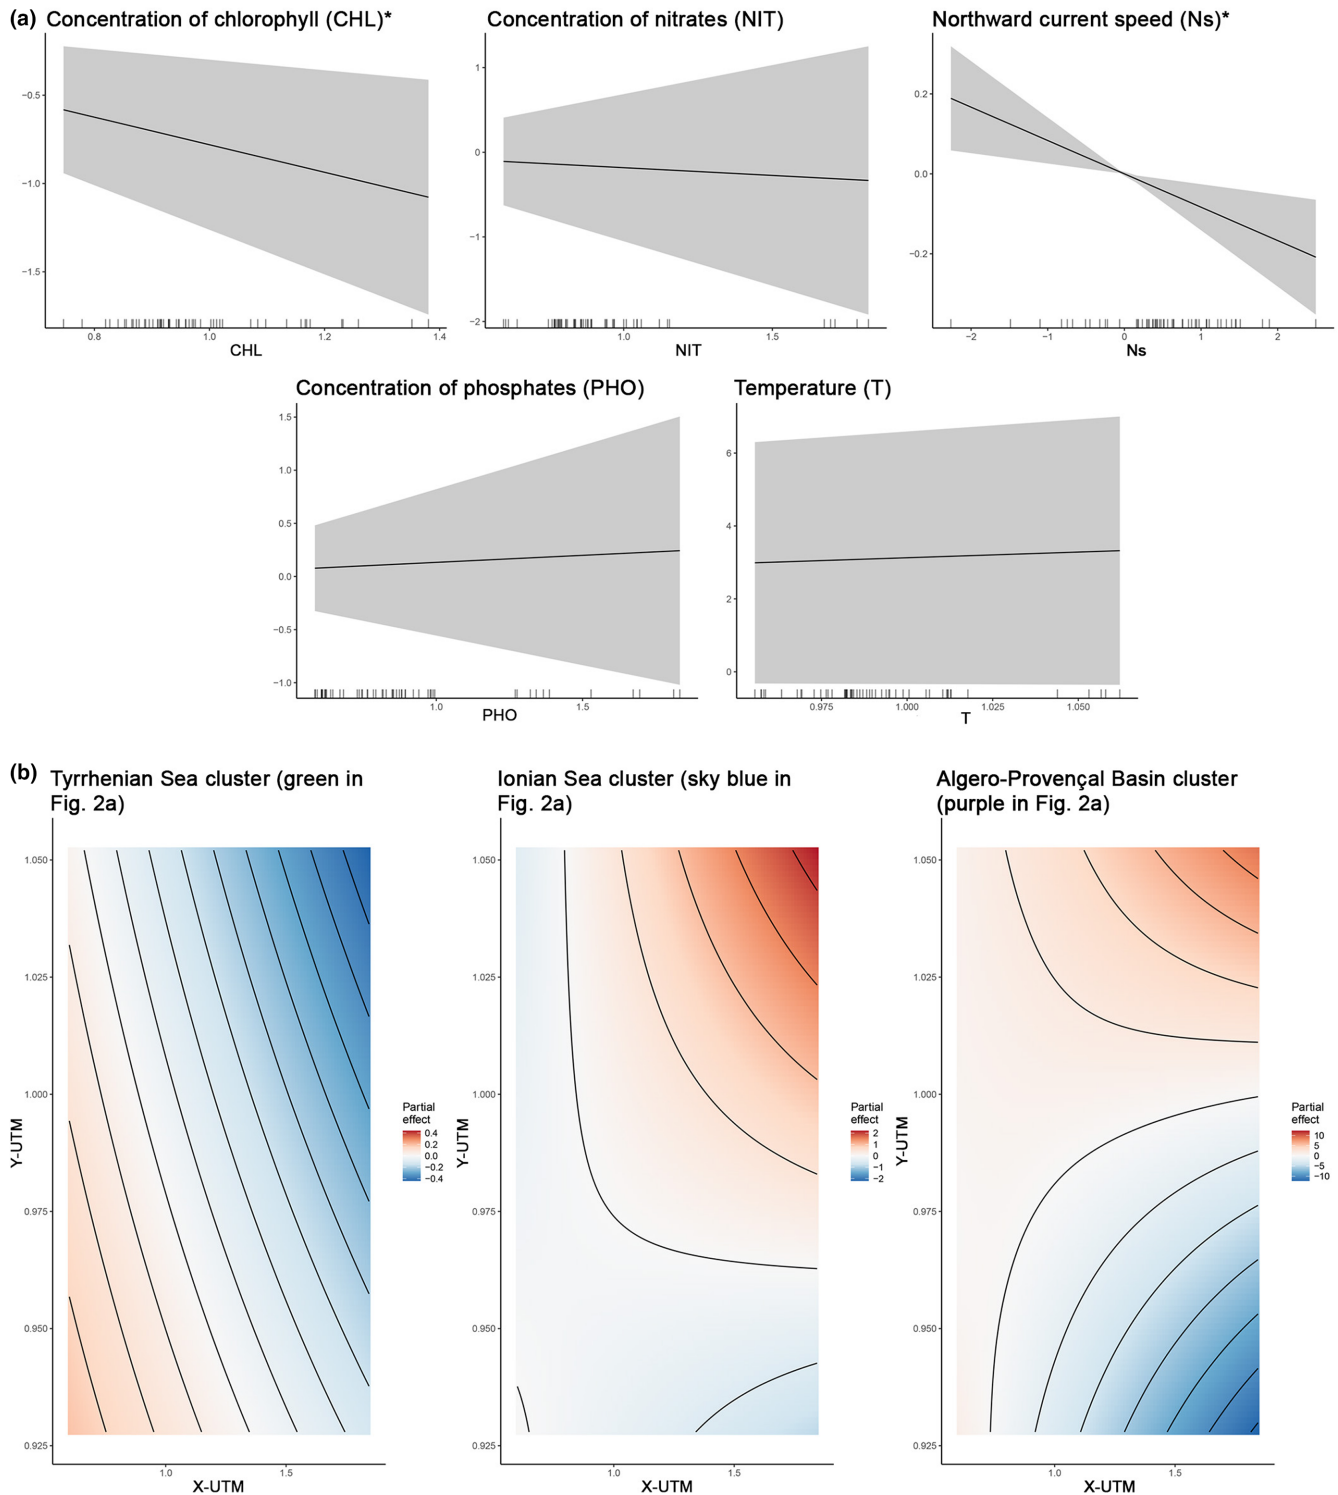 (a)
Concentration of chlorophyll (CHL)*
−0.5
−1.0
−1.5
0.8 1.0 1.2 1.4
CHL
Concentration of nitrates (NIT)
1
0
−1
−2
1.0 1.5
NIT
Northward current speed (Ns)*
0.2
0.0
−0.2
−2 −1 0 1 2
Ns
Concentration of phosphates (PHO)
1.5
1.0
0.5
0.0
−0.5
−1.0
1.0 1.5
PHO
Temperature (T)
6
4
2
0
0.975 1.000 1.025 1.050
T
(b)
Tyrrhenian Sea cluster (green in
Fig. 2a)
1.050
1.025
1.000
0.975
0.950
0.925
Y-UTM
1.0 1.5
X-UTM
Partial
effect
0.4
0.2
0.0
−0.2
−0.4
Ionian Sea cluster (sky blue in
Fig. 2a)
1.050
1.025
1.000
0.975
0.950
0.925
Y-UTM
1.0 1.5
X-UTM
Partial
effect
2
1
0
−1
−2
Algero-Provençal Basin cluster
(purple in Fig. 2a)
1.050
1.025
1.000
0.975
0.950
0.925
Y-UTM
1.0 1.5
X-UTM
Partial
effect
10
5
0
−5
−10